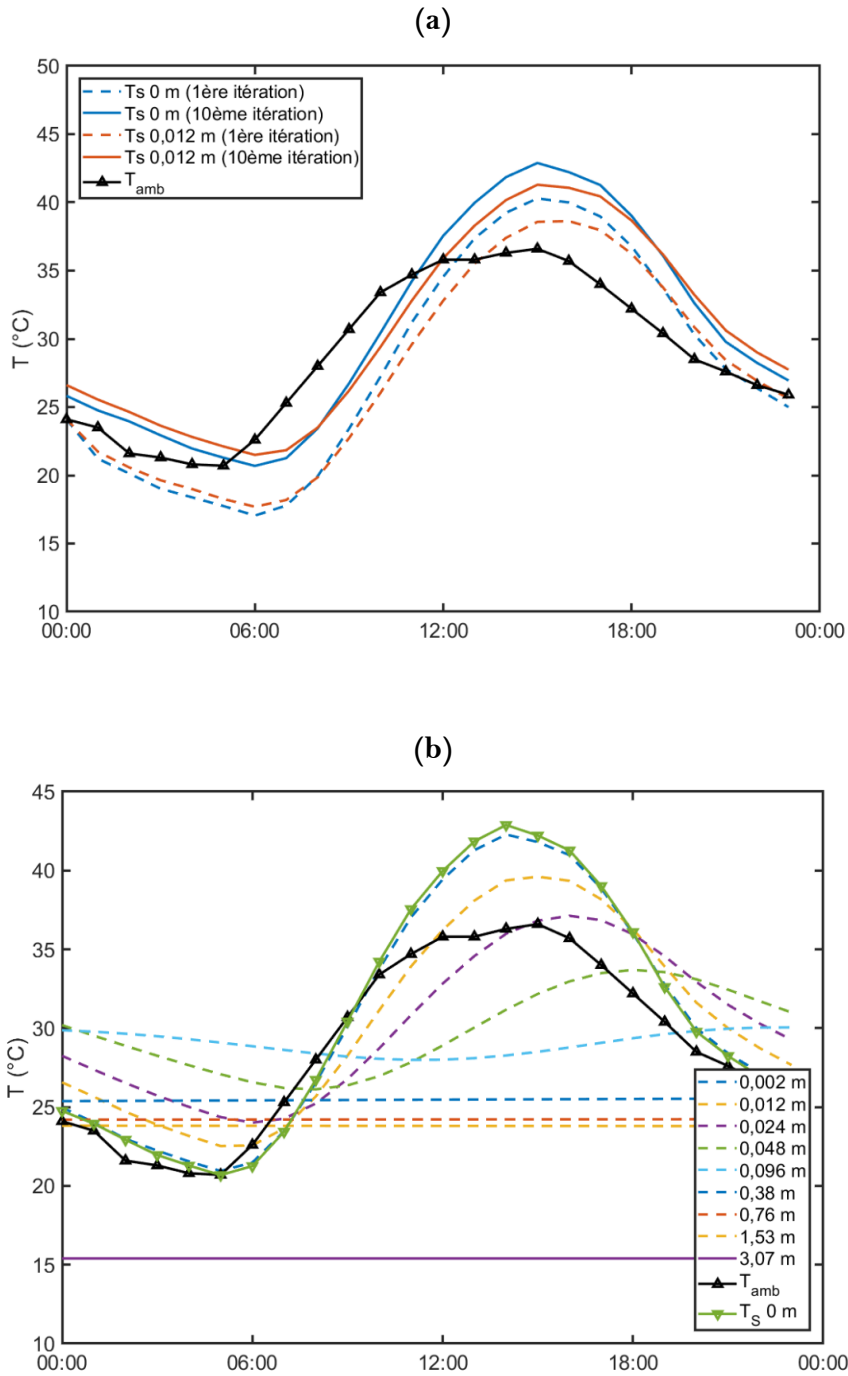 (a)
50
45
40
35
30
25
20
15
10
T (°C)
Ts 0 m (1ère itération)
Ts 0 m (10ème itération)
Ts 0,012 m (1ère itération)
Ts 0,012 m (10ème itération)
T_amb
00:00 06:00 12:00 18:00 00:00
(b)
45
40
35
30
25
20
15
10
T (°C)
0,002 m
0,012 m
0,024 m
0,048 m
0,096 m
0,38 m
0,76 m
1,53 m
3,07 m
T_amb
T_S 0 m
00:00 06:00 12:00 18:00 00:00